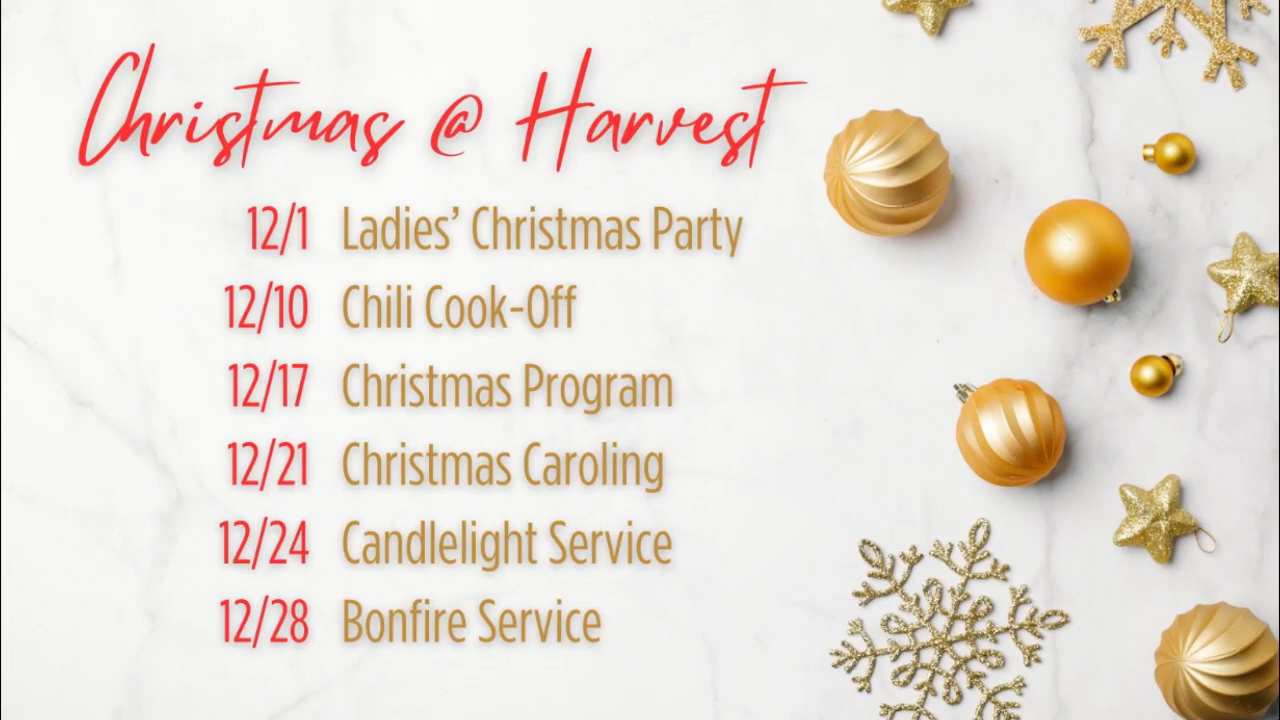 Christmas @ Harvest
12/1 Ladies’ Christmas Party
12/10 Chili Cook-Off
12/17 Christmas Program
12/21 Christmas Caroling
12/24 Candlelight Service
12/28 Bonfire Service